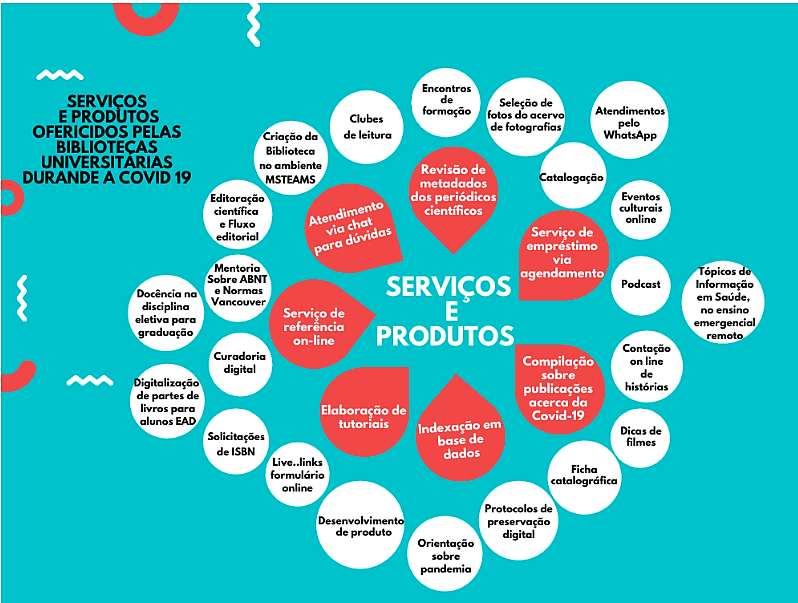 SERVIÇOS
E PRODUTOS
OFERICIDOS PELAS
BIBLIOTECAS
UNIVERSITÁRIAS
DURANDE A COVID 19
SERVIÇOS
E
PRODUTOS
Revisão de
metadados
dos periódicos
científicos
Serviço de
empréstimo
via
agendamento
Compilação
sobre
publicações
acerca da
Covid-19
Indexação em
base de
dados
Elaboração de
tutoriais
Serviço de
referência
on-line
Atendimento
via chat
para dúvidas
Encontros
de
formação
Seleção de
fotos do acervo
de fotografias
Atendimentos
pelo
WhatsApp
Catalogação
Eventos
culturais
online
Podcast
Tópicos de
Informação
em Saúde,
no ensino
emergencial
remoto
Contação
on line
de
histórias
Dicas de
filmes
Ficha
catalográfica
Protocolos de
preservação
digital
Orientação
sobre
pandemia
Desenvolvimento
de produto
Live..links
formulário
online
Solicitações
de ISBN
Digitalização
de partes de
livros para
alunos EAD
Curadoria
digital
Docência na
disciplina
eletiva para
graduação
Mentoria
Sobre ABNT
e Normas
Vancouver
Editoração
científica
e Fluxo
editorial
Criação da
Biblioteca
no ambiente
MSTEAMS
Clubes
de leitura